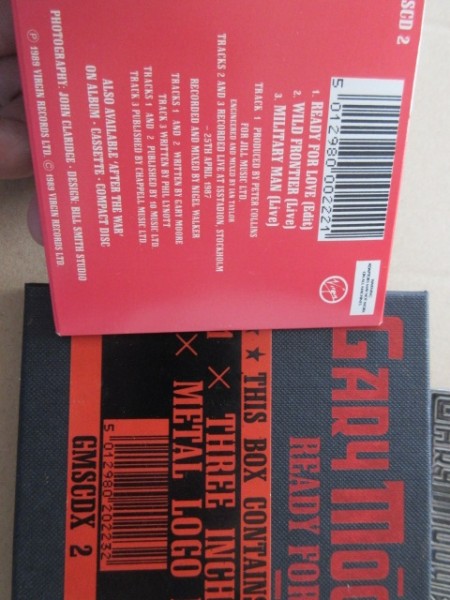 SCD 2
5 012980 002221
1. READY FOR LOVE (Edit)
2. WILD FRONTIER (Live)
3. MILITARY MAN (Live)
TRACK 1 PRODUCED BY PETER COLLINS
FOR JILL MUSIC LTD
ENGINEERED AND MIXED BY IAN TAYLOR
TRACKS 2 AND 3 RECORDED LIVE AT ISSTADION, STOCKHOLM
- 25TH APRIL 1987
RECORDED AND MIXED BY NIGEL WALKER
TRACKS 1 AND 2 WRITTEN BY GARY MOORE
TRACK 3 WRITTEN BY PHIL LYNOTT
TRACKS 1 AND 2 PUBLISHED BY 10 MUSIC LTD
TRACK 3 PUBLISHED BY CHAPPELL MUSIC LTD
ALSO AVAILABLE 'AFTER THE WAR'
ON ALBUM · CASSETTE · COMPACT DISC
PHOTOGRAPHY: JOHN CLARIDGE · DESIGN: BILL SMITH STUDIO
℗ 1989 VIRGIN RECORDS LTD © 1989 VIRGIN RECORDS LTD.
Virgin
GARY MO
READY FOR
★ THIS BOX CONTAINS
1 × THREE INCH
× METAL LOGO
5 012980 202232
GMSCDX 2